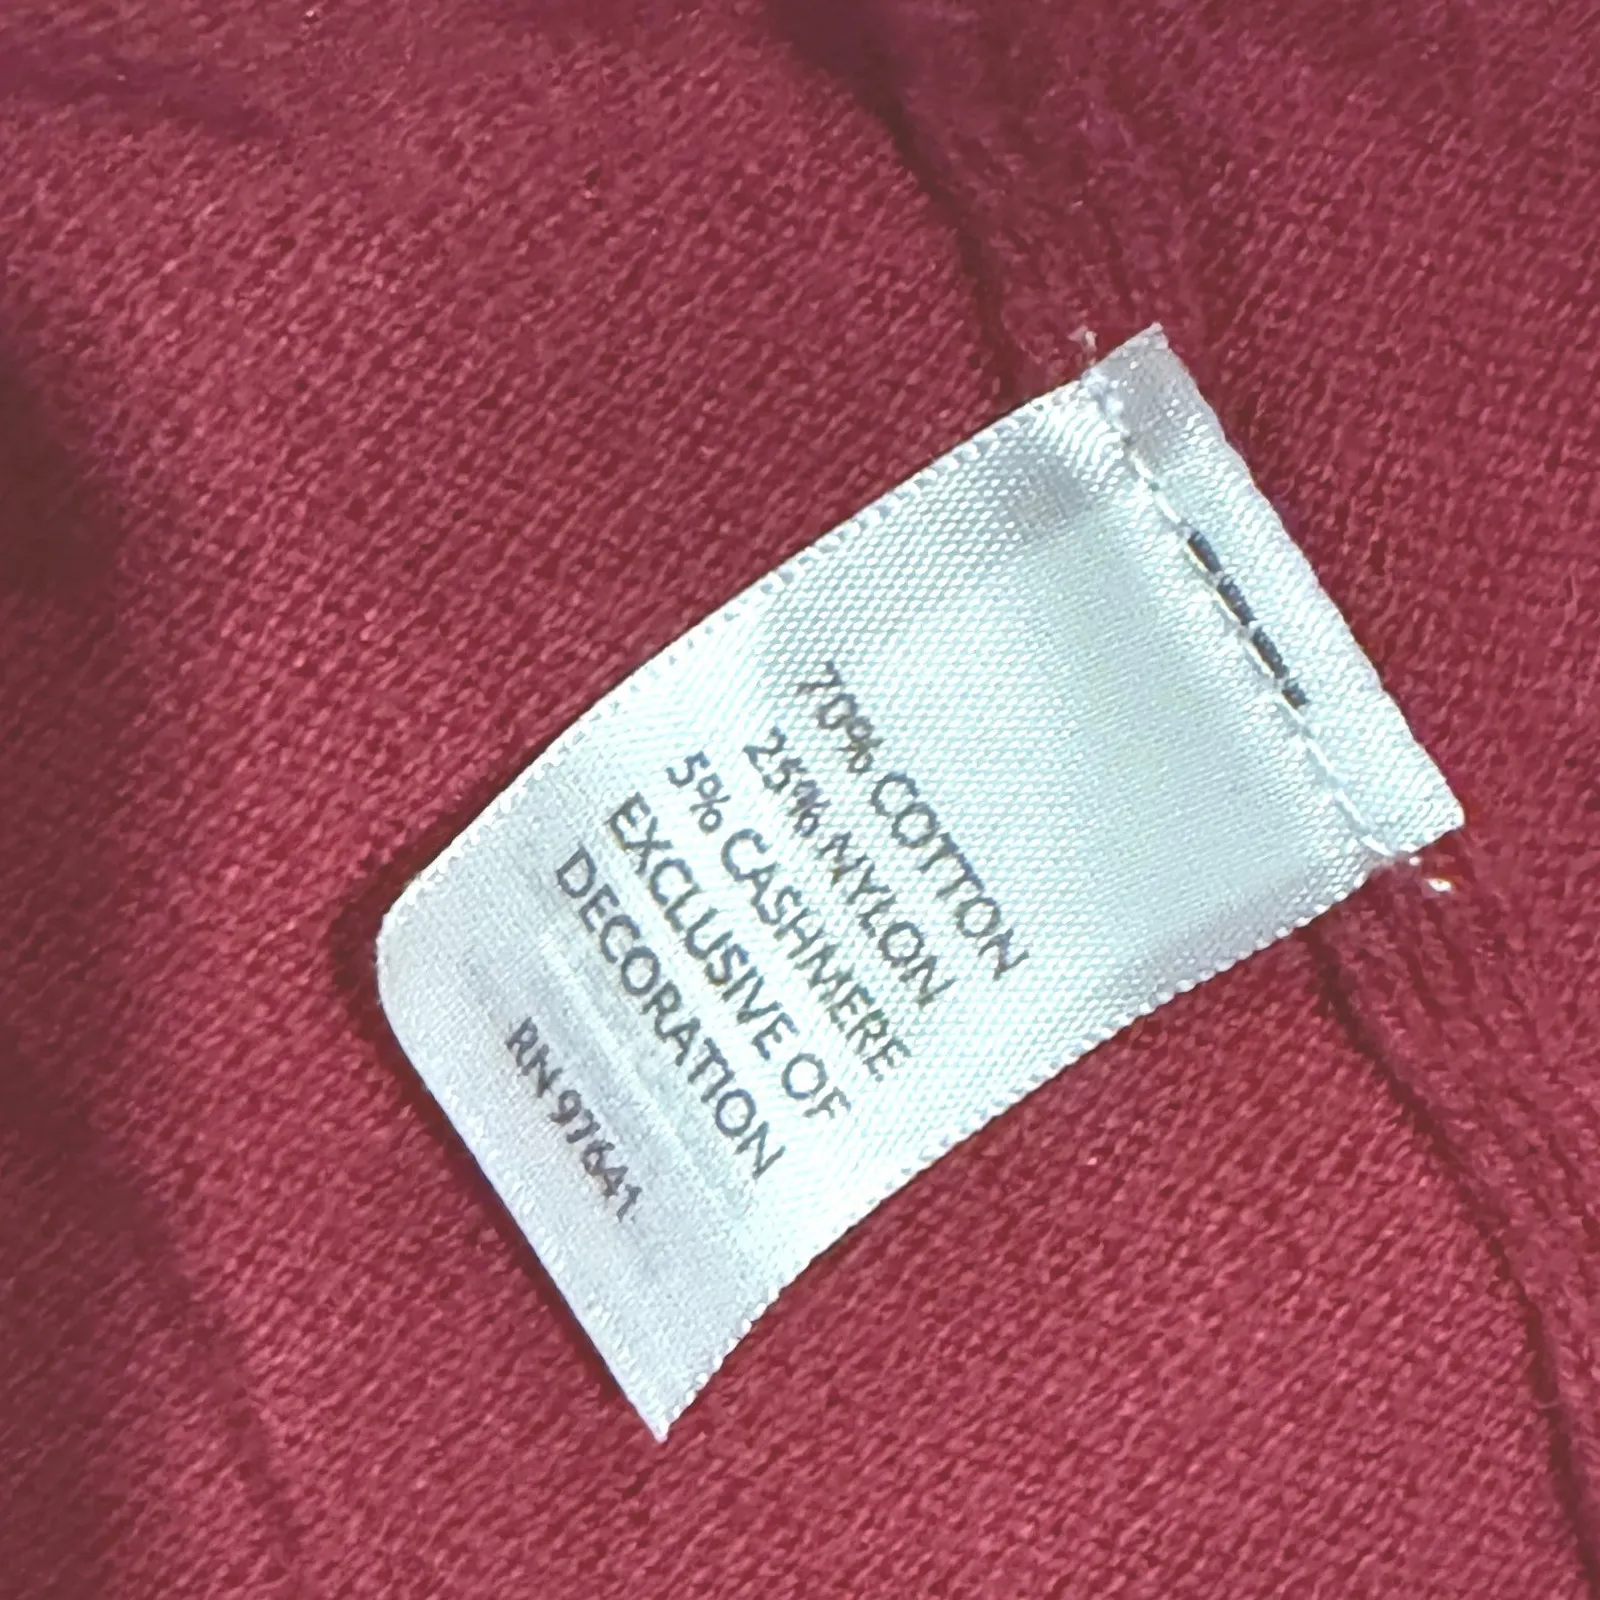 70% COTTON
25% NYLON
5% CASHMERE
EXCLUSIVE OF
DECORATION
RN 97641